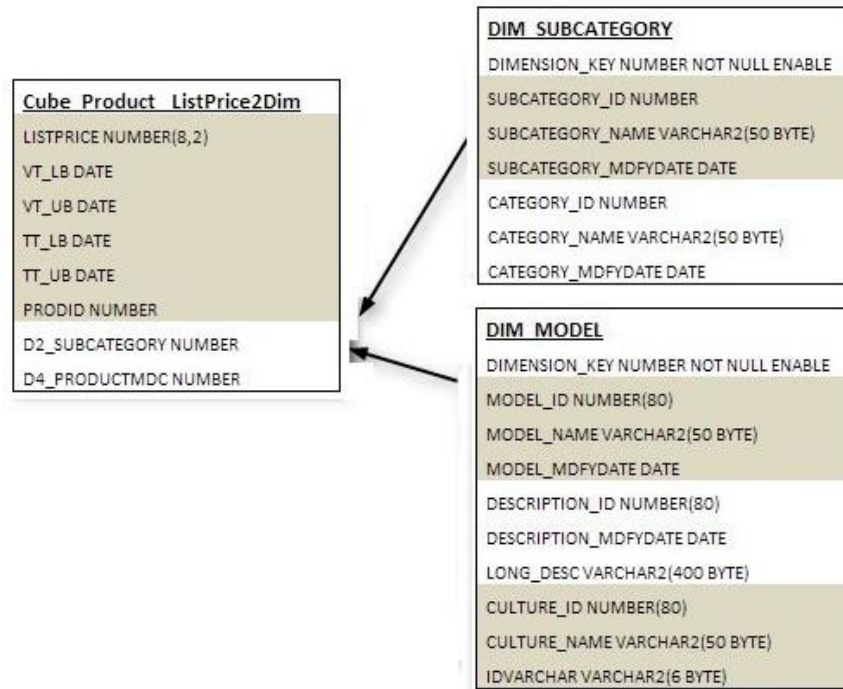 Cube_Product_ListPrice2Dim
LISTPRICE NUMBER(8,2)
VT_LB DATE
VT_UB DATE
TT_LB DATE
TT_UB DATE
PRODID NUMBER
D2_SUBCATEGORY NUMBER
D4_PRODUCTMDC NUMBER
DIM_SUBCATEGORY
DIMENSION_KEY NUMBER NOT NULL ENABLE
SUBCATEGORY_ID NUMBER
SUBCATEGORY_NAME VARCHAR2(50 BYTE)
SUBCATEGORY_MDFYDATE DATE
CATEGORY_ID NUMBER
CATEGORY_NAME VARCHAR2(50 BYTE)
CATEGORY_MDFYDATE DATE
DIM_MODEL
DIMENSION_KEY NUMBER NOT NULL ENABLE
MODEL_ID NUMBER(80)
MODEL_NAME VARCHAR2(50 BYTE)
MODEL_MDFYDATE DATE
DESCRIPTION_ID NUMBER(80)
DESCRIPTION_MDFYDATE DATE
LONG_DESC VARCHAR2(400 BYTE)
CULTURE_ID NUMBER(80)
CULTURE_NAME VARCHAR2(50 BYTE)
IDVARCHAR VARCHAR2(6 BYTE)